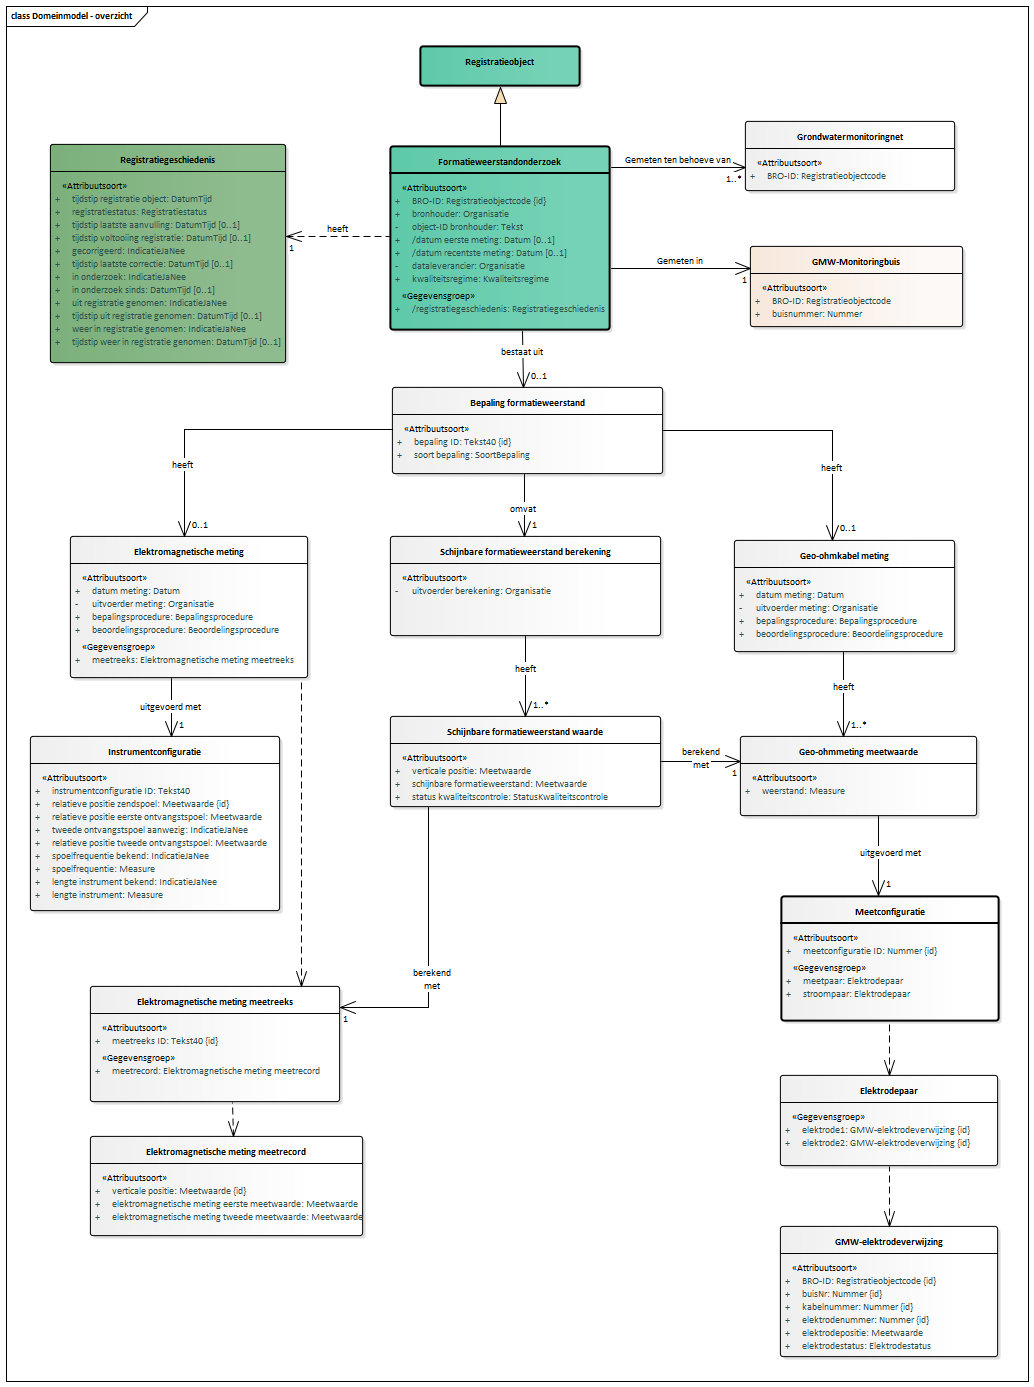 class Domeinmodel - overzicht
Registratieobject
Registratiegeschiedenis
«Attribuutsoort»
+ tijdstip registratie object: DatumTijd
+ registratiestatus: Registratiestatus
+ tijdstip laatste aanvulling: DatumTijd [0..1]
+ tijdstip voltooiing registratie: DatumTijd [0..1]
+ gecorrigeerd: IndicatieJaNee
+ tijdstip laatste correctie: DatumTijd [0..1]
+ in onderzoek: IndicatieJaNee
+ in onderzoek sinds: DatumTijd [0..1]
+ uit registratie genomen: IndicatieJaNee
+ tijdstip uit registratie genomen: DatumTijd [0..1]
+ weer in registratie genomen: IndicatieJaNee
+ tijdstip weer in registratie genomen: DatumTijd [0..1]
heeft
1
Formatieweerstandonderzoek
«Attribuutsoort»
+ BRO-ID: Registratieobjectcode {id}
+ bronhouder: Organisatie
- object-ID bronhouder: Tekst
+ /datum eerste meting: Datum [0..1]
+ /datum recentste meting: Datum [0..1]
- dataleverancier: Organisatie
+ kwaliteitsregime: Kwaliteitsregime
«Gegevensgroep»
+ /registratiegeschiedenis: Registratiegeschiedenis
Gemeten ten behoeve van
1..*
Grondwatermonitoringnet
«Attribuutsoort»
+ BRO-ID: Registratieobjectcode
Gemeten in
1
GMW-Monitoringbuis
«Attribuutsoort»
+ BRO-ID: Registratieobjectcode
+ buisnummer: Nummer
bestaat uit
0..1
Bepaling formatieweerstand
«Attribuutsoort»
+ bepaling ID: Tekst40 {id}
+ soort bepaling: SoortBepaling
heeft
0..1
omvat
1
heeft
0..1
Elektromagnetische meting
«Attribuutsoort»
+ datum meting: Datum
- uitvoerder meting: Organisatie
+ bepalingsprocedure: Bepalingsprocedure
+ beoordelingsprocedure: Beoordelingsprocedure
«Gegevensgroep»
+ meetreeks: Elektromagnetische meting meetreeks
Schijnbare formatieweerstand berekening
«Attribuutsoort»
- uitvoerder berekening: Organisatie
Geo-ohmkabel meting
«Attribuutsoort»
+ datum meting: Datum
- uitvoerder meting: Organisatie
+ bepalingsprocedure: Bepalingsprocedure
+ beoordelingsprocedure: Beoordelingsprocedure
uitgevoerd met
1
heeft
1..*
heeft
1..*
Instrumentconfiguratie
«Attribuutsoort»
+ instrumentconfiguratie ID: Tekst40
+ relatieve positie zendspoel: Meetwaarde {id}
+ relatieve positie eerste ontvangstspoel: Meetwaarde
+ tweede ontvangstspoel aanwezig: IndicatieJaNee
+ relatieve positie tweede ontvangstspoel: Meetwaarde
+ spoelfrequentie bekend: IndicatieJaNee
+ spoelfrequentie: Measure
+ lengte instrument bekend: IndicatieJaNee
+ lengte instrument: Measure
Schijnbare formatieweerstand waarde
«Attribuutsoort»
+ verticale positie: Meetwaarde
+ schijnbare formatieweerstand: Meetwaarde
+ status kwaliteitscontrole: StatusKwaliteitscontrole
berekend
met
1
Geo-ohmmeting meetwaarde
«Attribuutsoort»
+ weerstand: Measure
uitgevoerd met
1
Meetconfiguratie
«Attribuutsoort»
+ meetconfiguratie ID: Nummer {id}
«Gegevensgroep»
+ meetpaar: Elektrodepaar
+ stroompaar: Elektrodepaar
berekend
met
1
Elektromagnetische meting meetreeks
«Attribuutsoort»
+ meetreeks ID: Tekst40 {id}
«Gegevensgroep»
+ meetrecord: Elektromagnetische meting meetrecord
Elektrodepaar
«Gegevensgroep»
+ elektrode1: GMW-elektrodeverwijzing {id}
+ elektrode2: GMW-elektrodeverwijzing {id}
Elektromagnetische meting meetrecord
«Attribuutsoort»
+ verticale positie: Meetwaarde {id}
+ elektromagnetische meting eerste meetwaarde: Meetwaarde
+ elektromagnetische meting tweede meetwaarde: Meetwaarde
GMW-elektrodeverwijzing
«Attribuutsoort»
+ BRO-ID: Registratieobjectcode {id}
+ buisNr: Nummer {id}
+ kabelnummer: Nummer {id}
+ elektrodenummer: Nummer {id}
+ elektrodepositie: Meetwaarde
+ elektrodestatus: Elektrodestatus